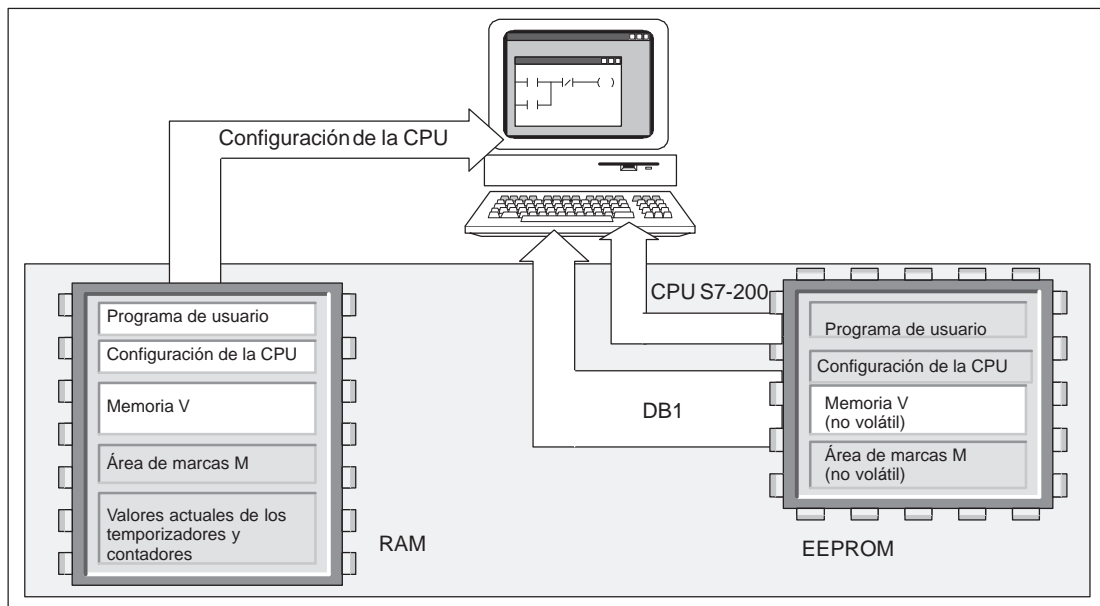 Configuración de la CPU
CPU S7-200
Programa de usuario
Configuración de la CPU
Memoria V
Área de marcas M
Valores actuales de los
temporizadores y
contadores
RAM
DB1
Programa de usuario
Configuración de la CPU
Memoria V
(no volátil)
Área de marcas M
(no volátil)
EEPROM